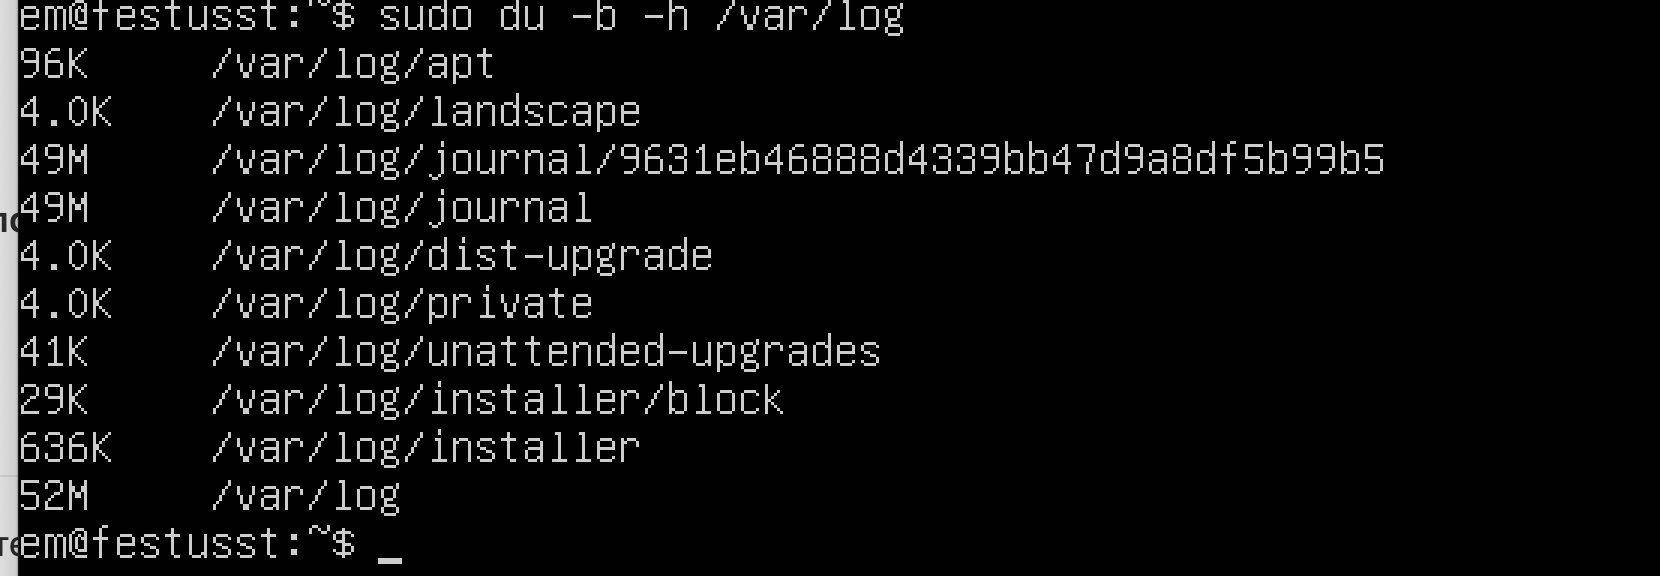 em@festusst:~$ sudo du -b -h /var/log
96K /var/log/apt
4.0K /var/log/landscape
49M /var/log/journal/9631eb46888d4339bb47d9a8df5b99b5
49M /var/log/journal
4.0K /var/log/dist-upgrade
4.0K /var/log/private
41K /var/log/unattended-upgrades
29K /var/log/installer/block
636K /var/log/installer
52M /var/log
em@festusst:~$ _